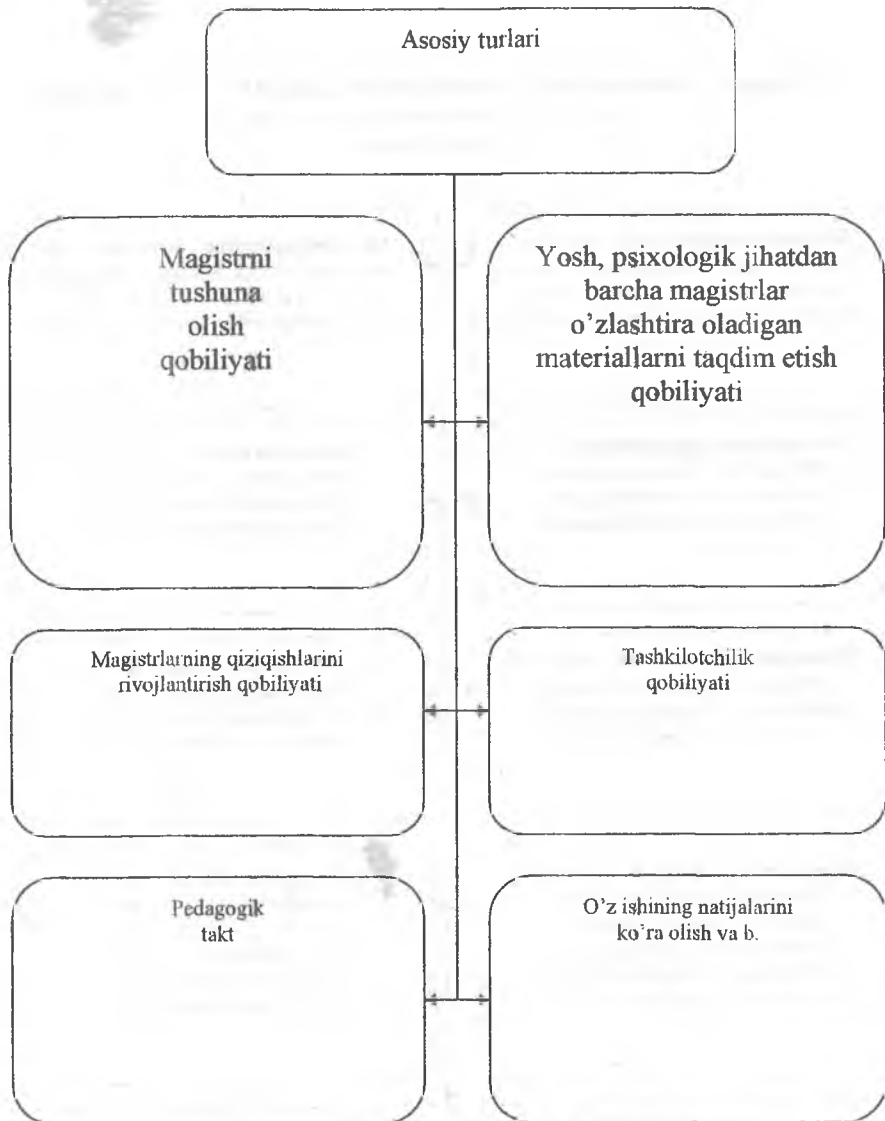 Asosiy turlari
Magistrni
tushuna
olish
qobiliyati
Yosh, psixologik jihatdan
barcha magistrlar
o'zlashtira oladigan
materiallarni taqdim etish
qobiliyati
Magistrlarning qiziqishlarini
rivojlantirish qobiliyati
Tashkilotchilik
qobiliyati
Pedagogik
takt
O'z ishining natijalarini
ko'ra olish va b.